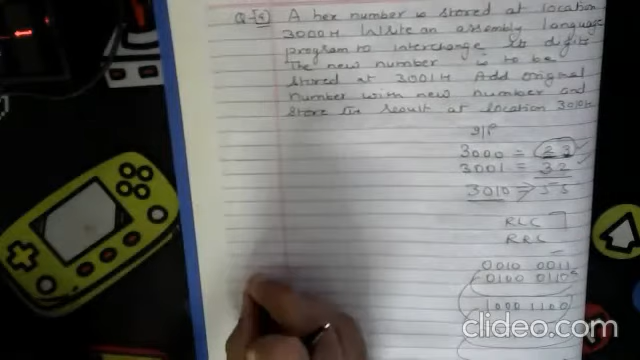 Q-[4] A hex number is stored at location
3000H Write an assembly language
program to interchange its digits
The new number is to be
stored at 3001H Add original
number with new number and
store the result at location 3010H
I/P
3000 = 23
3001 = 32
3010 ⇒ 55
RLC
RRC
0010 0011
0100 0110
1000 1100
clideo.com